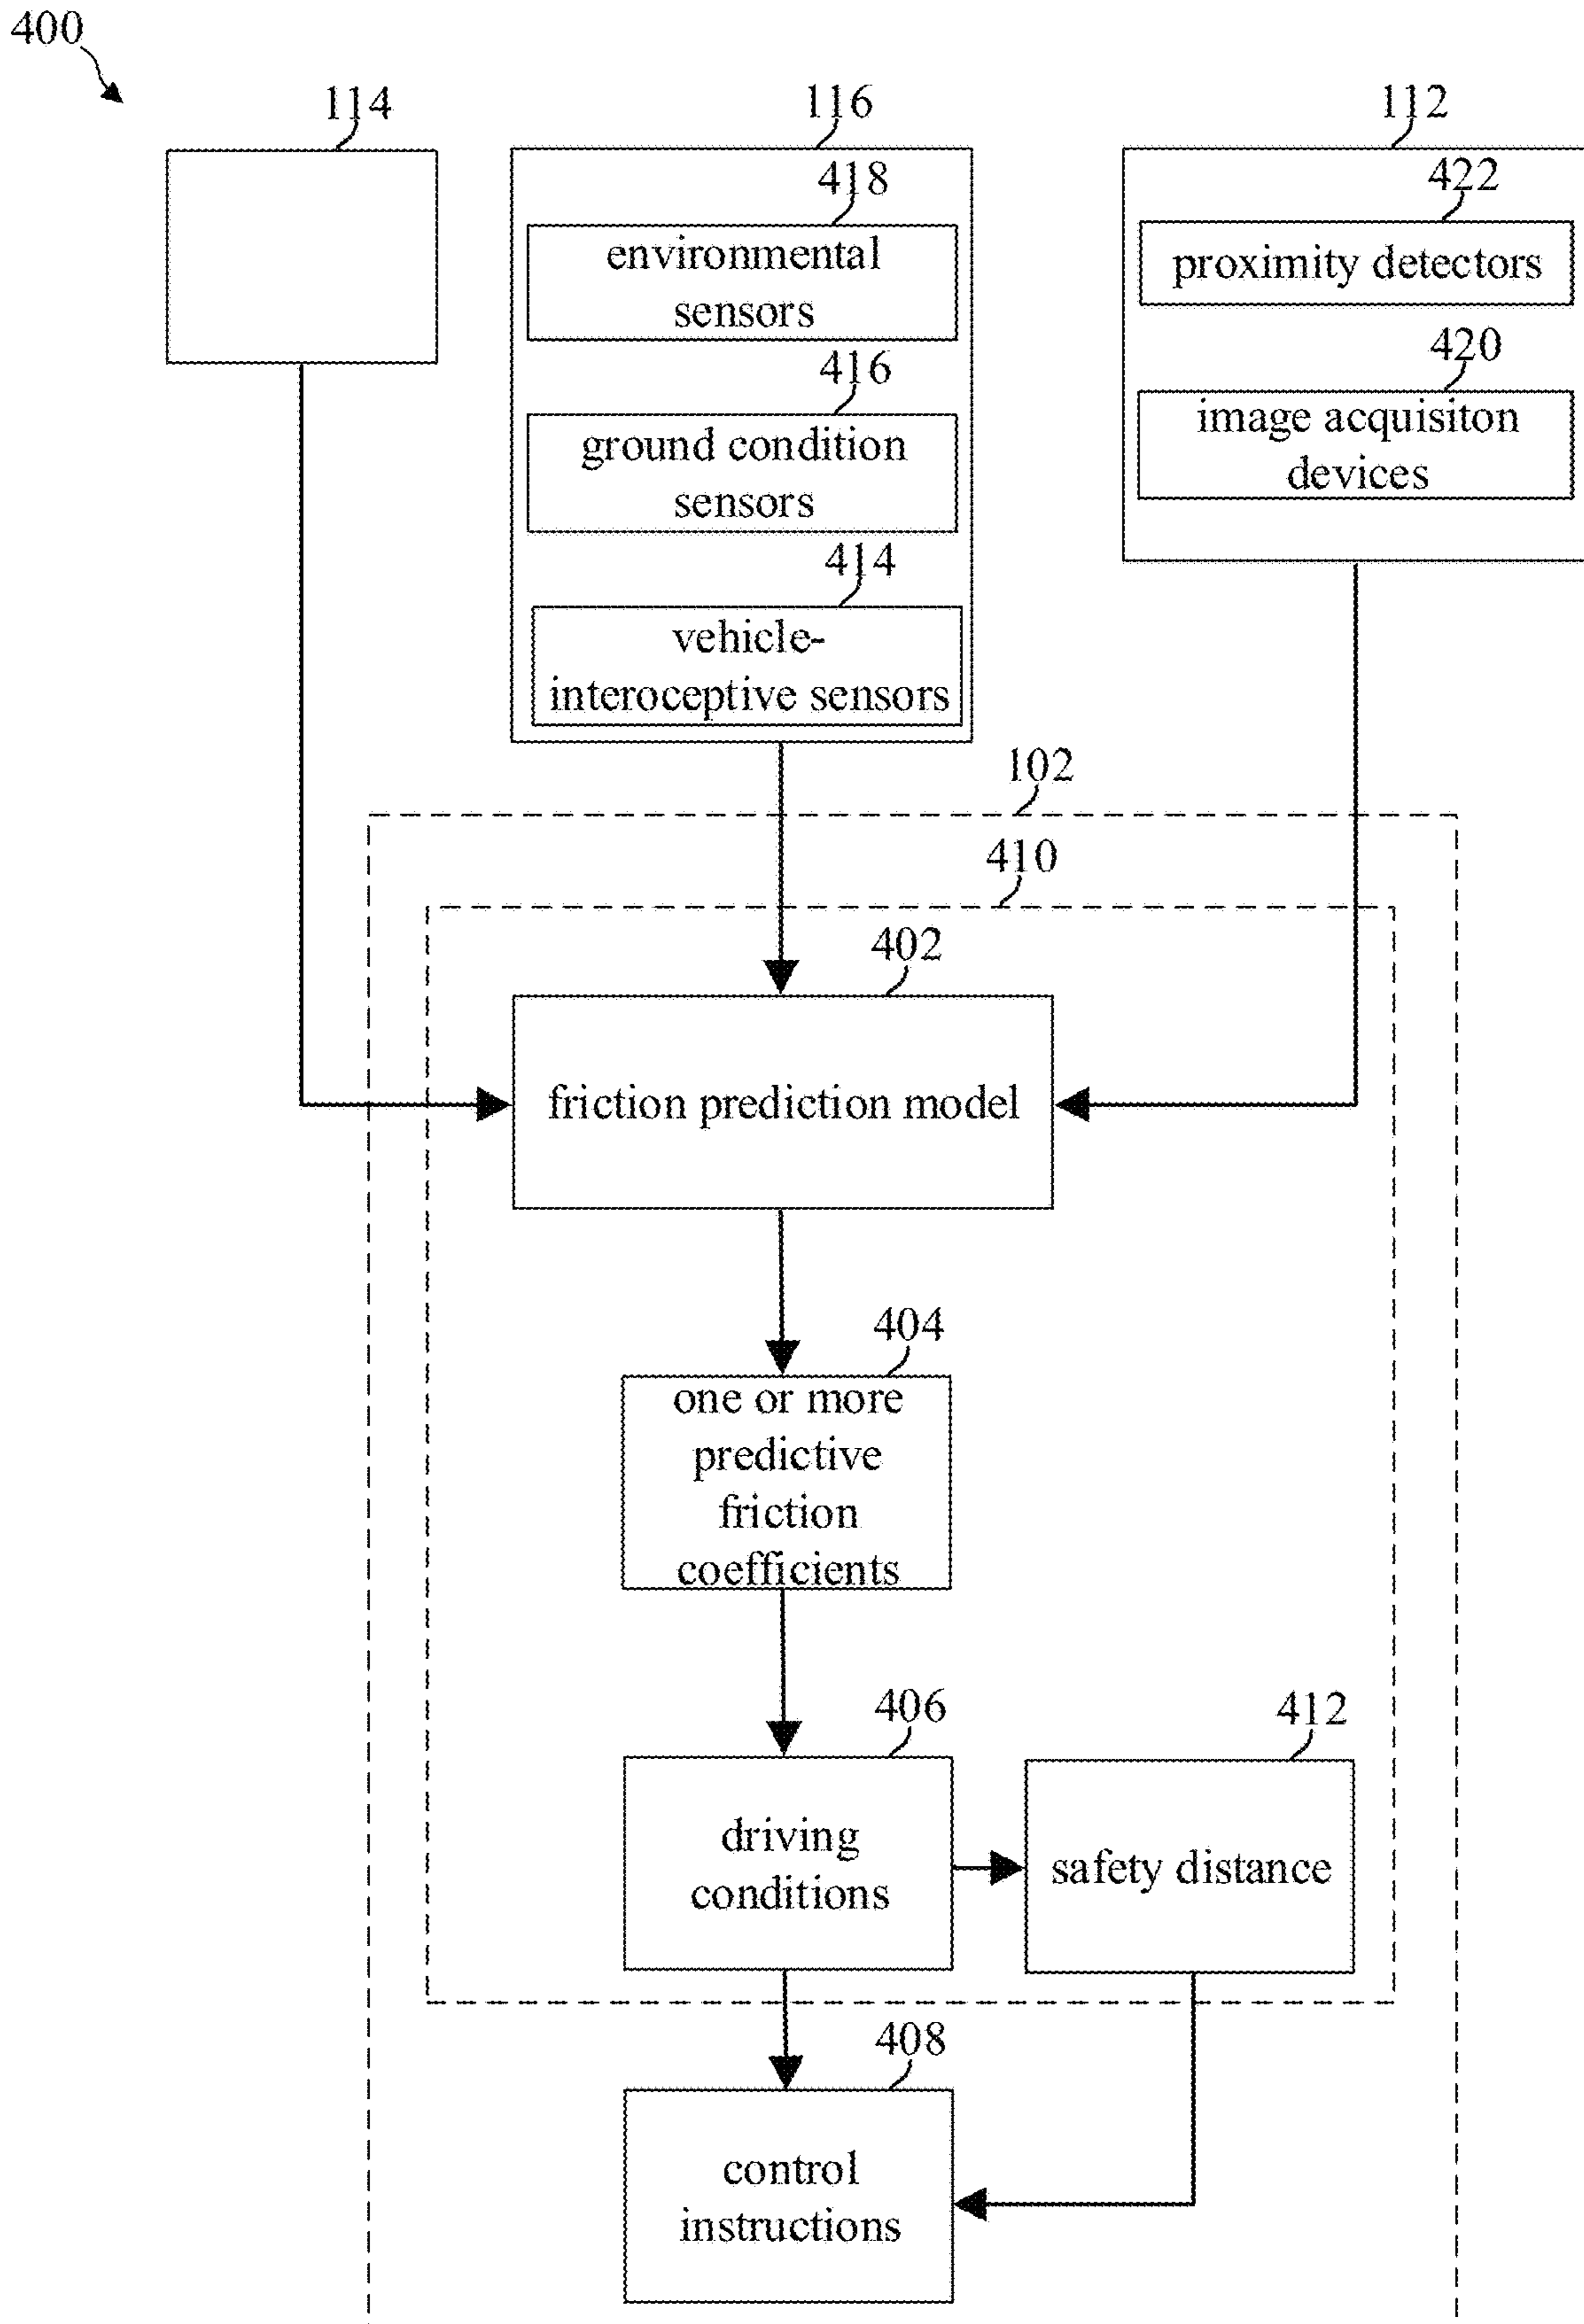 400
114
116
112
418
environmental
sensors
422
proximity detectors
416
ground condition
sensors
420
image acquisiton
devices
414
vehicle-
interoceptive sensors
102
410
402
friction prediction model
404
one or more
predictive
friction
coefficients
406
driving
conditions
412
safety distance
408
control
instructions